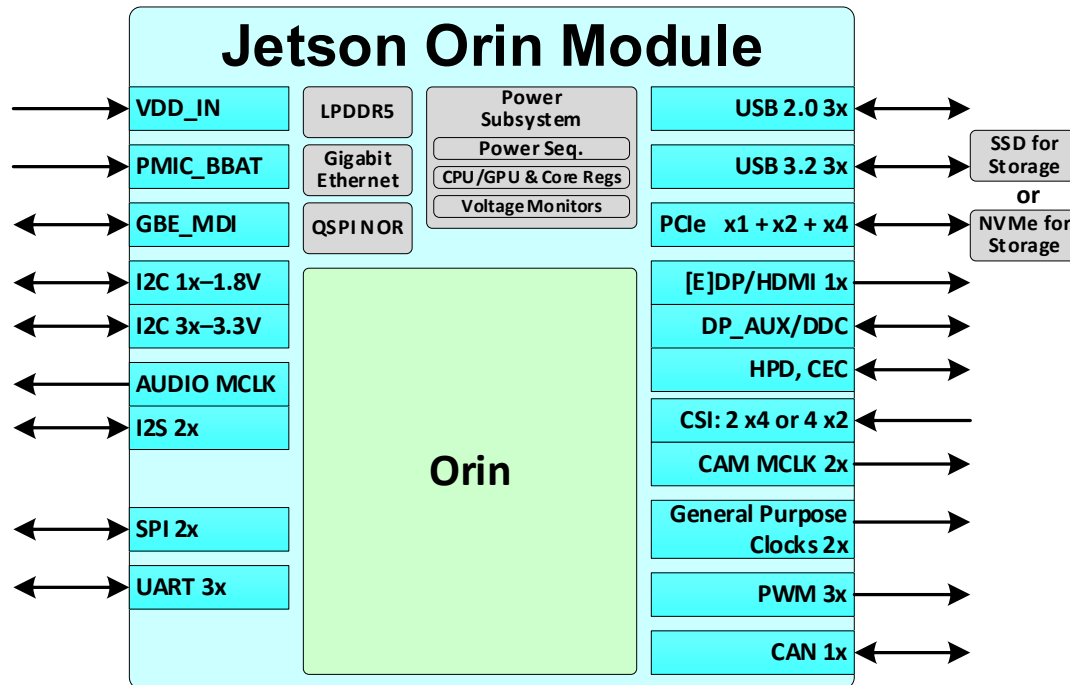 Jetson Orin Module
VDD_IN
PMIC_BBAT
GBE_MDI
I2C 1x–1.8V
I2C 3x–3.3V
AUDIO MCLK
I2S 2x
SPI 2x
UART 3x
LPDDR5
Gigabit
Ethernet
QSPI NOR
Power
Subsystem
Power Seq.
CPU/GPU & Core Regs
Voltage Monitors
Orin
USB 2.0 3x
USB 3.2 3x
PCIe x1 + x2 + x4
[E]DP/HDMI 1x
DP_AUX/DDC
HPD, CEC
CSI: 2 x4 or 4 x2
CAM MCLK 2x
General Purpose
Clocks 2x
PWM 3x
CAN 1x
SSD for
Storage
or
NVMe for
Storage